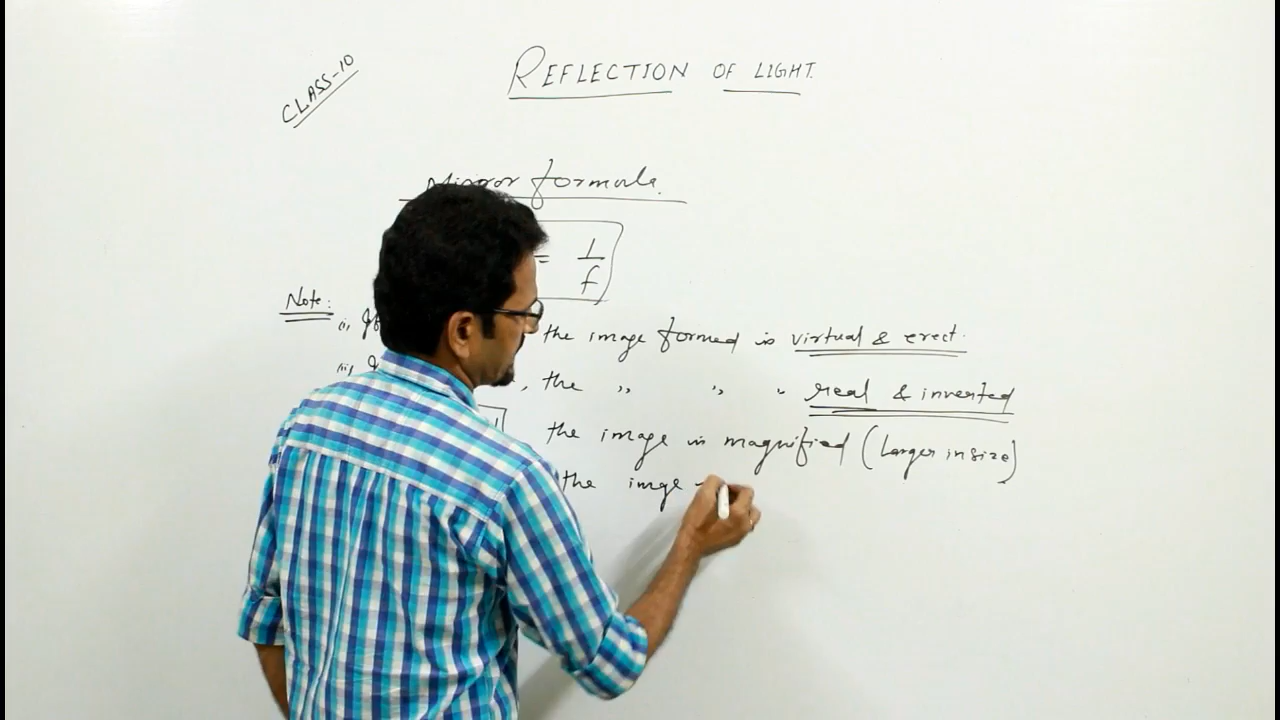 CLASS-10
REFLECTION OF LIGHT.
Mirror formula.
= 1/f
Note:
(i) If the image formed is virtual & erect.
(ii) , the ,, ,, ,, real & inverted
the image is magnified (Larger in size)
the imge